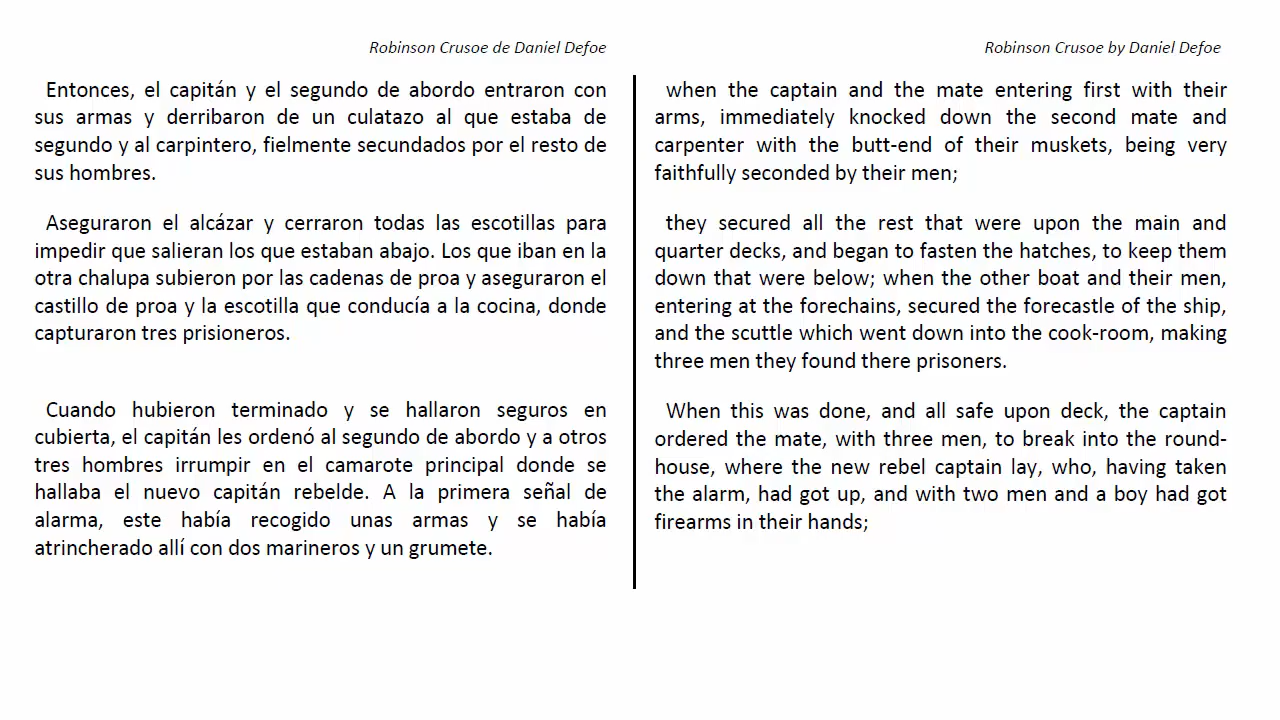 Robinson Crusoe de Daniel Defoe
Entonces, el capitán y el segundo de abordo entraron con
sus armas y derribaron de un culatazo al que estaba de
segundo y al carpintero, fielmente secundados por el resto de
sus hombres.
Aseguraron el alcázar y cerraron todas las escotillas para
impedir que salieran los que estaban abajo. Los que iban en la
otra chalupa subieron por las cadenas de proa y aseguraron el
castillo de proa y la escotilla que conducía a la cocina, donde
capturaron tres prisioneros.
Cuando hubieron terminado y se hallaron seguros en
cubierta, el capitán les ordenó al segundo de abordo y a otros
tres hombres irrumpir en el camarote principal donde se
hallaba el nuevo capitán rebelde. A la primera señal de
alarma, este había recogido unas armas y se había
atrincherado allí con dos marineros y un grumete.
Robinson Crusoe by Daniel Defoe
when the captain and the mate entering first with their
arms, immediately knocked down the second mate and
carpenter with the butt-end of their muskets, being very
faithfully seconded by their men;
they secured all the rest that were upon the main and
quarter decks, and began to fasten the hatches, to keep them
down that were below; when the other boat and their men,
entering at the forechains, secured the forecastle of the ship,
and the scuttle which went down into the cook-room, making
three men they found there prisoners.
When this was done, and all safe upon deck, the captain
ordered the mate, with three men, to break into the round-
house, where the new rebel captain lay, who, having taken
the alarm, had got up, and with two men and a boy had got
firearms in their hands;